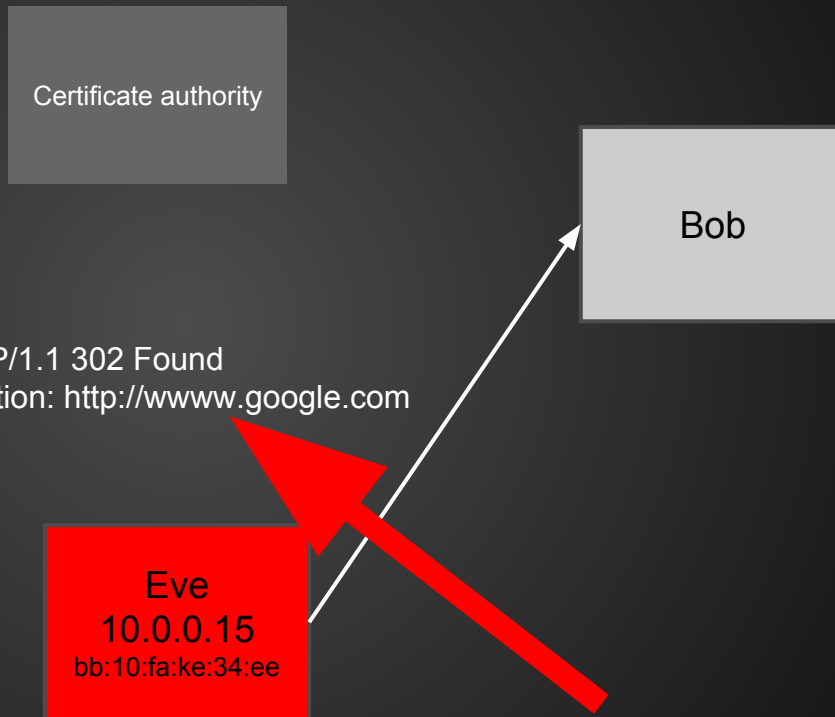 Certificate authority
Bob
P/1.1 302 Found
tion: http://wwww.google.com
Eve
10.0.0.15
bb:10:fa:ke:34:ee